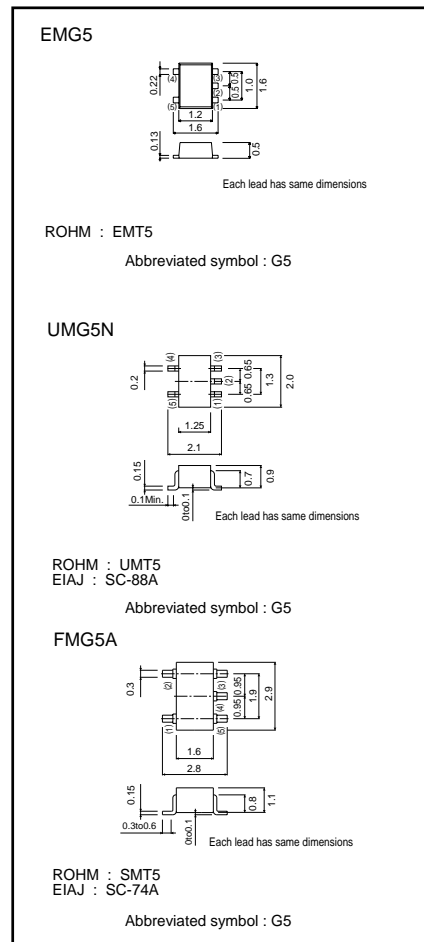 EMG5
0.22
(4)
(3)
(2)
(5)
(1)
0.5 0.5
1.0
1.6
1.2
1.6
0.13
0.5
Each lead has same dimensions
ROHM : EMT5
Abbreviated symbol : G5
UMG5N
0.2
(4)
(3)
(2)
(5)
(1)
0.65 0.65
1.3
2.0
1.25
2.1
0.15
0.1Min.
0to0.1
0.7
0.9
Each lead has same dimensions
ROHM : UMT5
EIAJ : SC-88A
Abbreviated symbol : G5
FMG5A
0.3
(2)
(3)
(4)
(1)
(5)
0.95 0.95
1.9
2.9
1.6
2.8
0.15
0.3to0.6
0to0.1
0.8
1.1
Each lead has same dimensions
ROHM : SMT5
EIAJ : SC-74A
Abbreviated symbol : G5